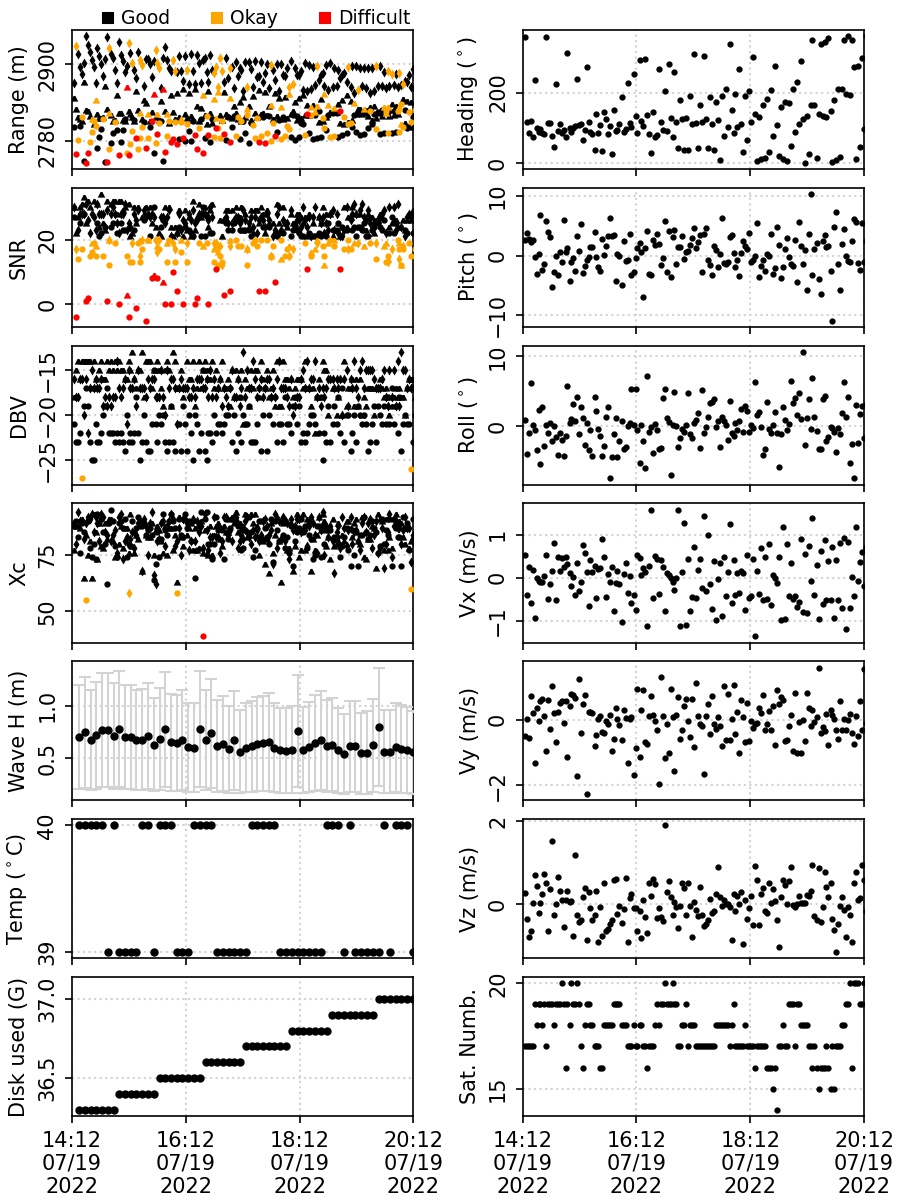 Good Okay Difficult
Range (m)
2900
2780
Heading (°)
200
0
SNR
20
0
Pitch (°)
10
0
−10
DBV
−15
−20
−25
Roll (°)
10
0
Xc
75
50
Vx (m/s)
1
0
−1
Wave H (m)
1.0
0.5
Vy (m/s)
0
−2
Temp (°C)
40
39
Vz (m/s)
2
0
Disk used (G)
37.0
36.5
Sat. Numb.
20
15
14:12 16:12 18:12 20:12 14:12 16:12 18:12 20:12
07/19 07/19 07/19 07/19 07/19 07/19 07/19 07/19
2022 2022 2022 2022 2022 2022 2022 2022